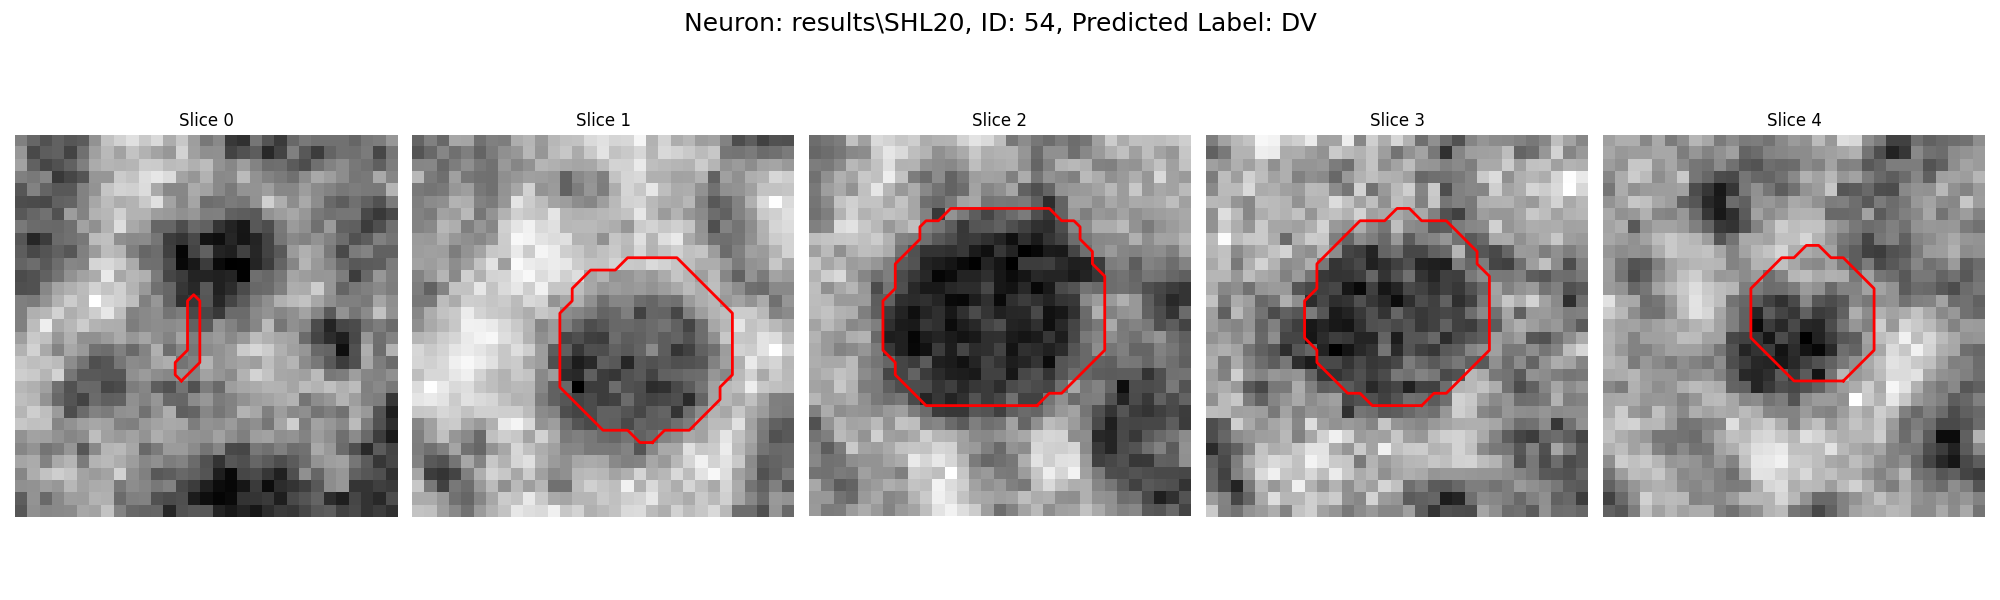 Neuron: results\SHL20, ID: 54, Predicted Label: DV
Slice 0
Slice 1
Slice 2
Slice 3
Slice 4